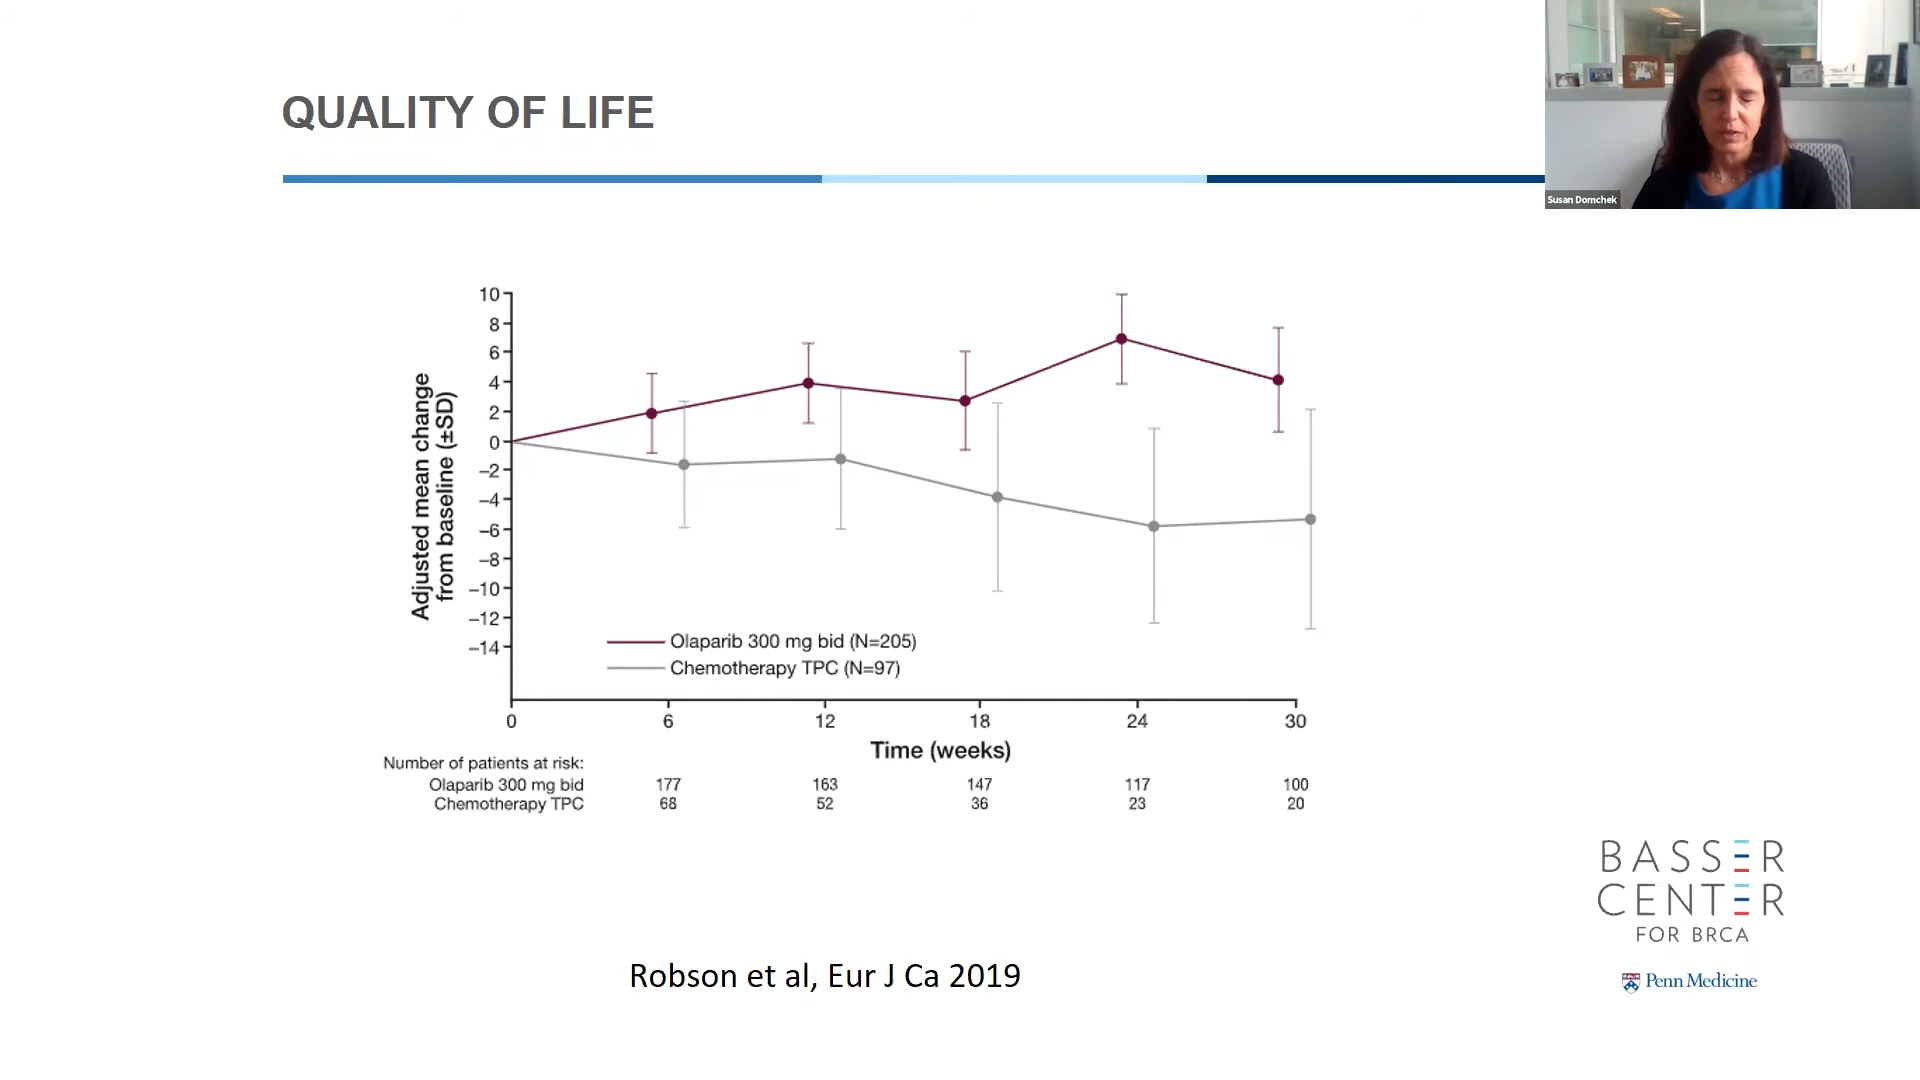 QUALITY OF LIFE
Susan Domchek
10
8
6
4
2
0
−2
−4
−6
−8
−10
−12
−14
Adjusted mean change
from baseline (±SD)
Olaparib 300 mg bid (N=205)
Chemotherapy TPC (N=97)
0 6 12 18 24 30
Time (weeks)
Number of patients at risk:
Olaparib 300 mg bid 177 163 147 117 100
Chemotherapy TPC 68 52 36 23 20
BASSER
CENTER
FOR BRCA
Penn Medicine
Robson et al, Eur J Ca 2019